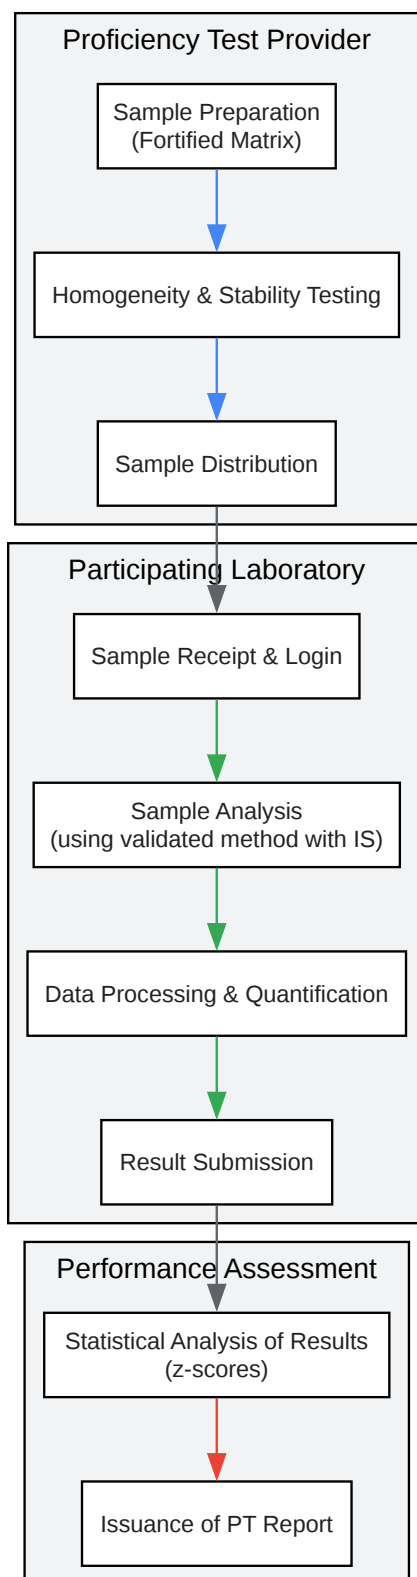 Proficiency Test Provider
Sample Preparation
(Fortified Matrix)
Homogeneity & Stability Testing
Sample Distribution
Participating Laboratory
Sample Receipt & Login
Sample Analysis
(using validated method with IS)
Data Processing & Quantification
Result Submission
Performance Assessment
Statistical Analysis of Results
(z-scores)
Issuance of PT Report